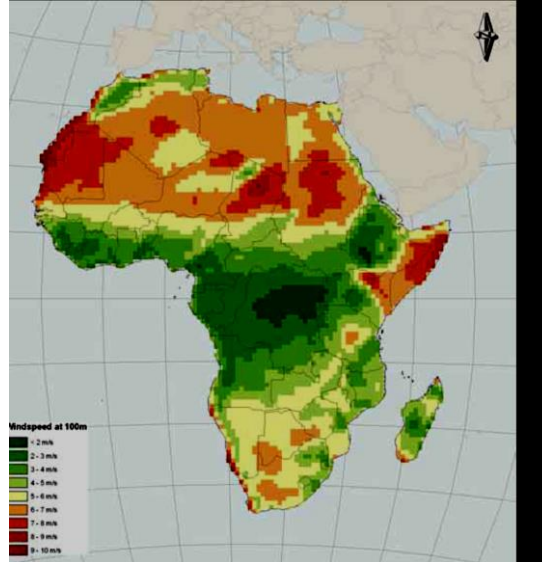 Windspeed at 100m
< 2 m/s
2 - 3 m/s
3 - 4 m/s
4 - 5 m/s
5 - 6 m/s
6 - 7 m/s
7 - 8 m/s
8 - 9 m/s
9 - 10 m/s